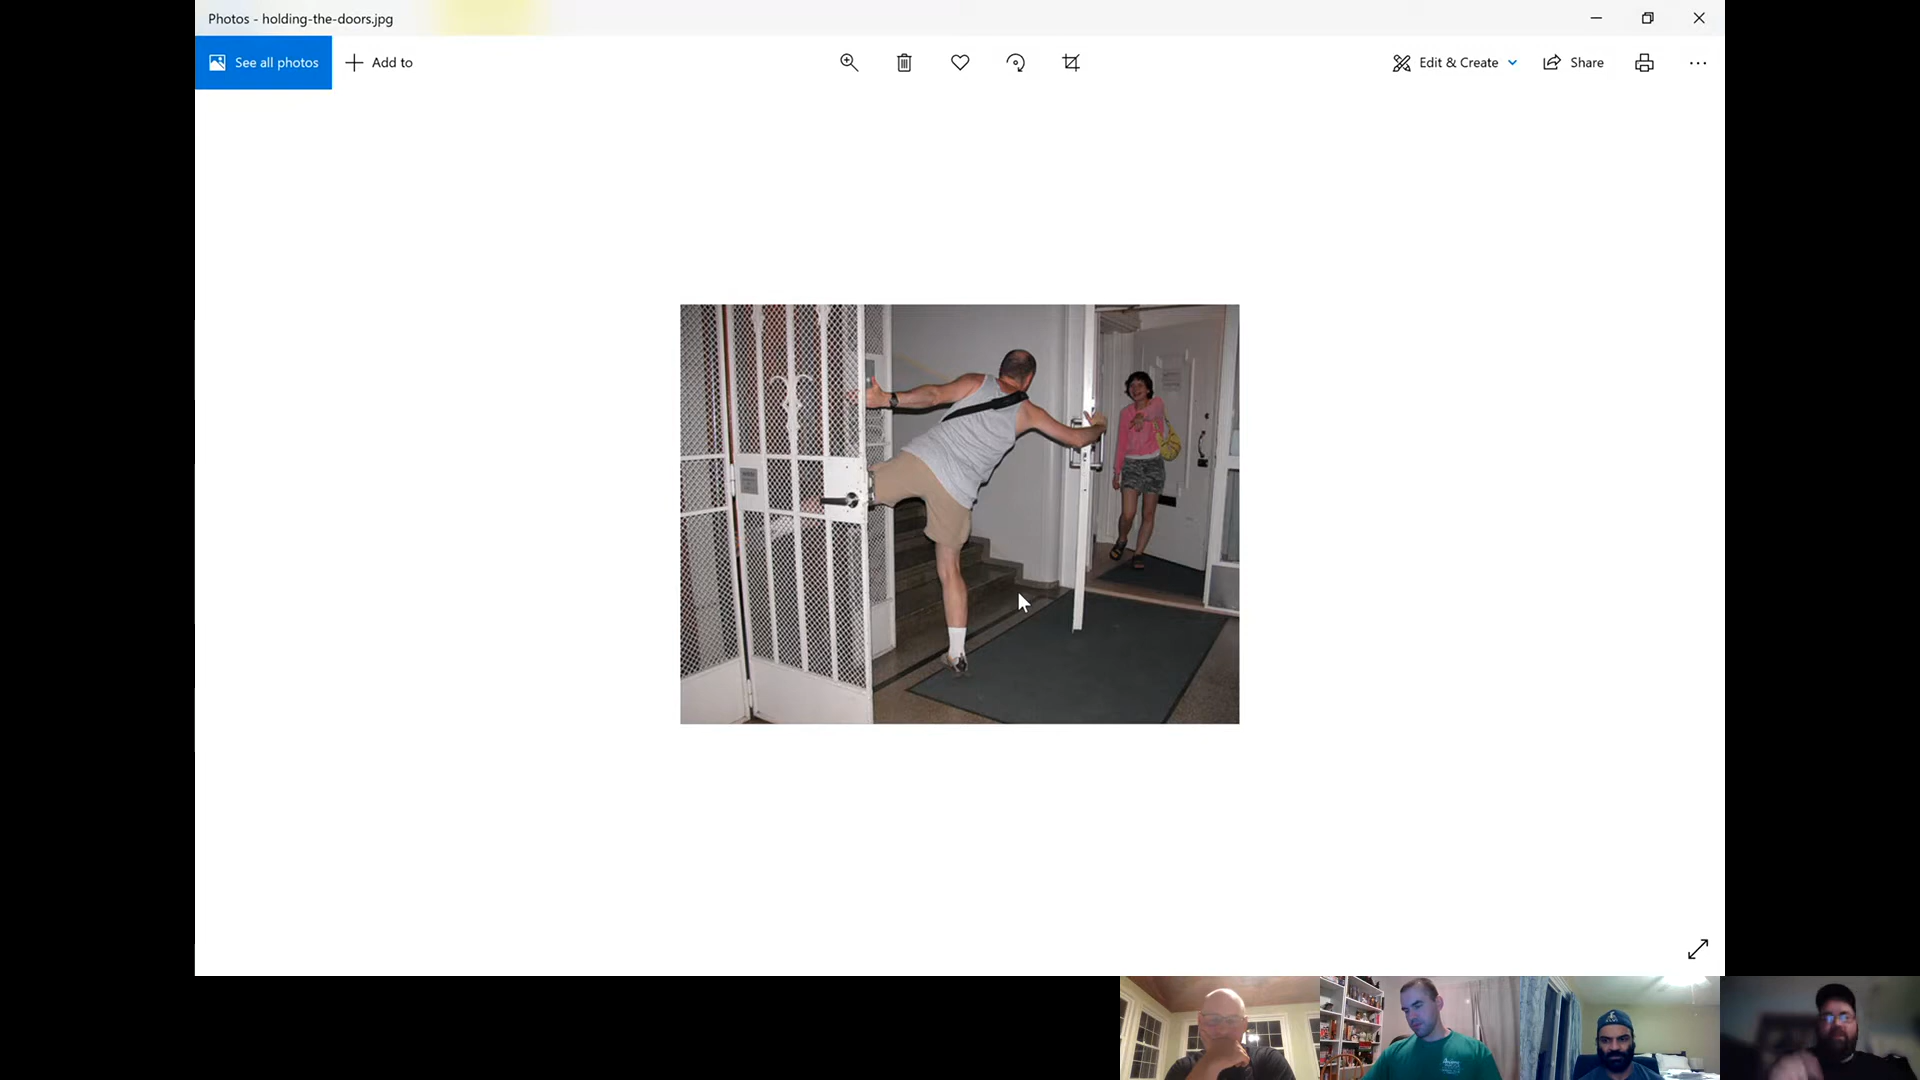 Photos - holding-the-doors.jpg
See all photos
Add to
Edit & Create
Share